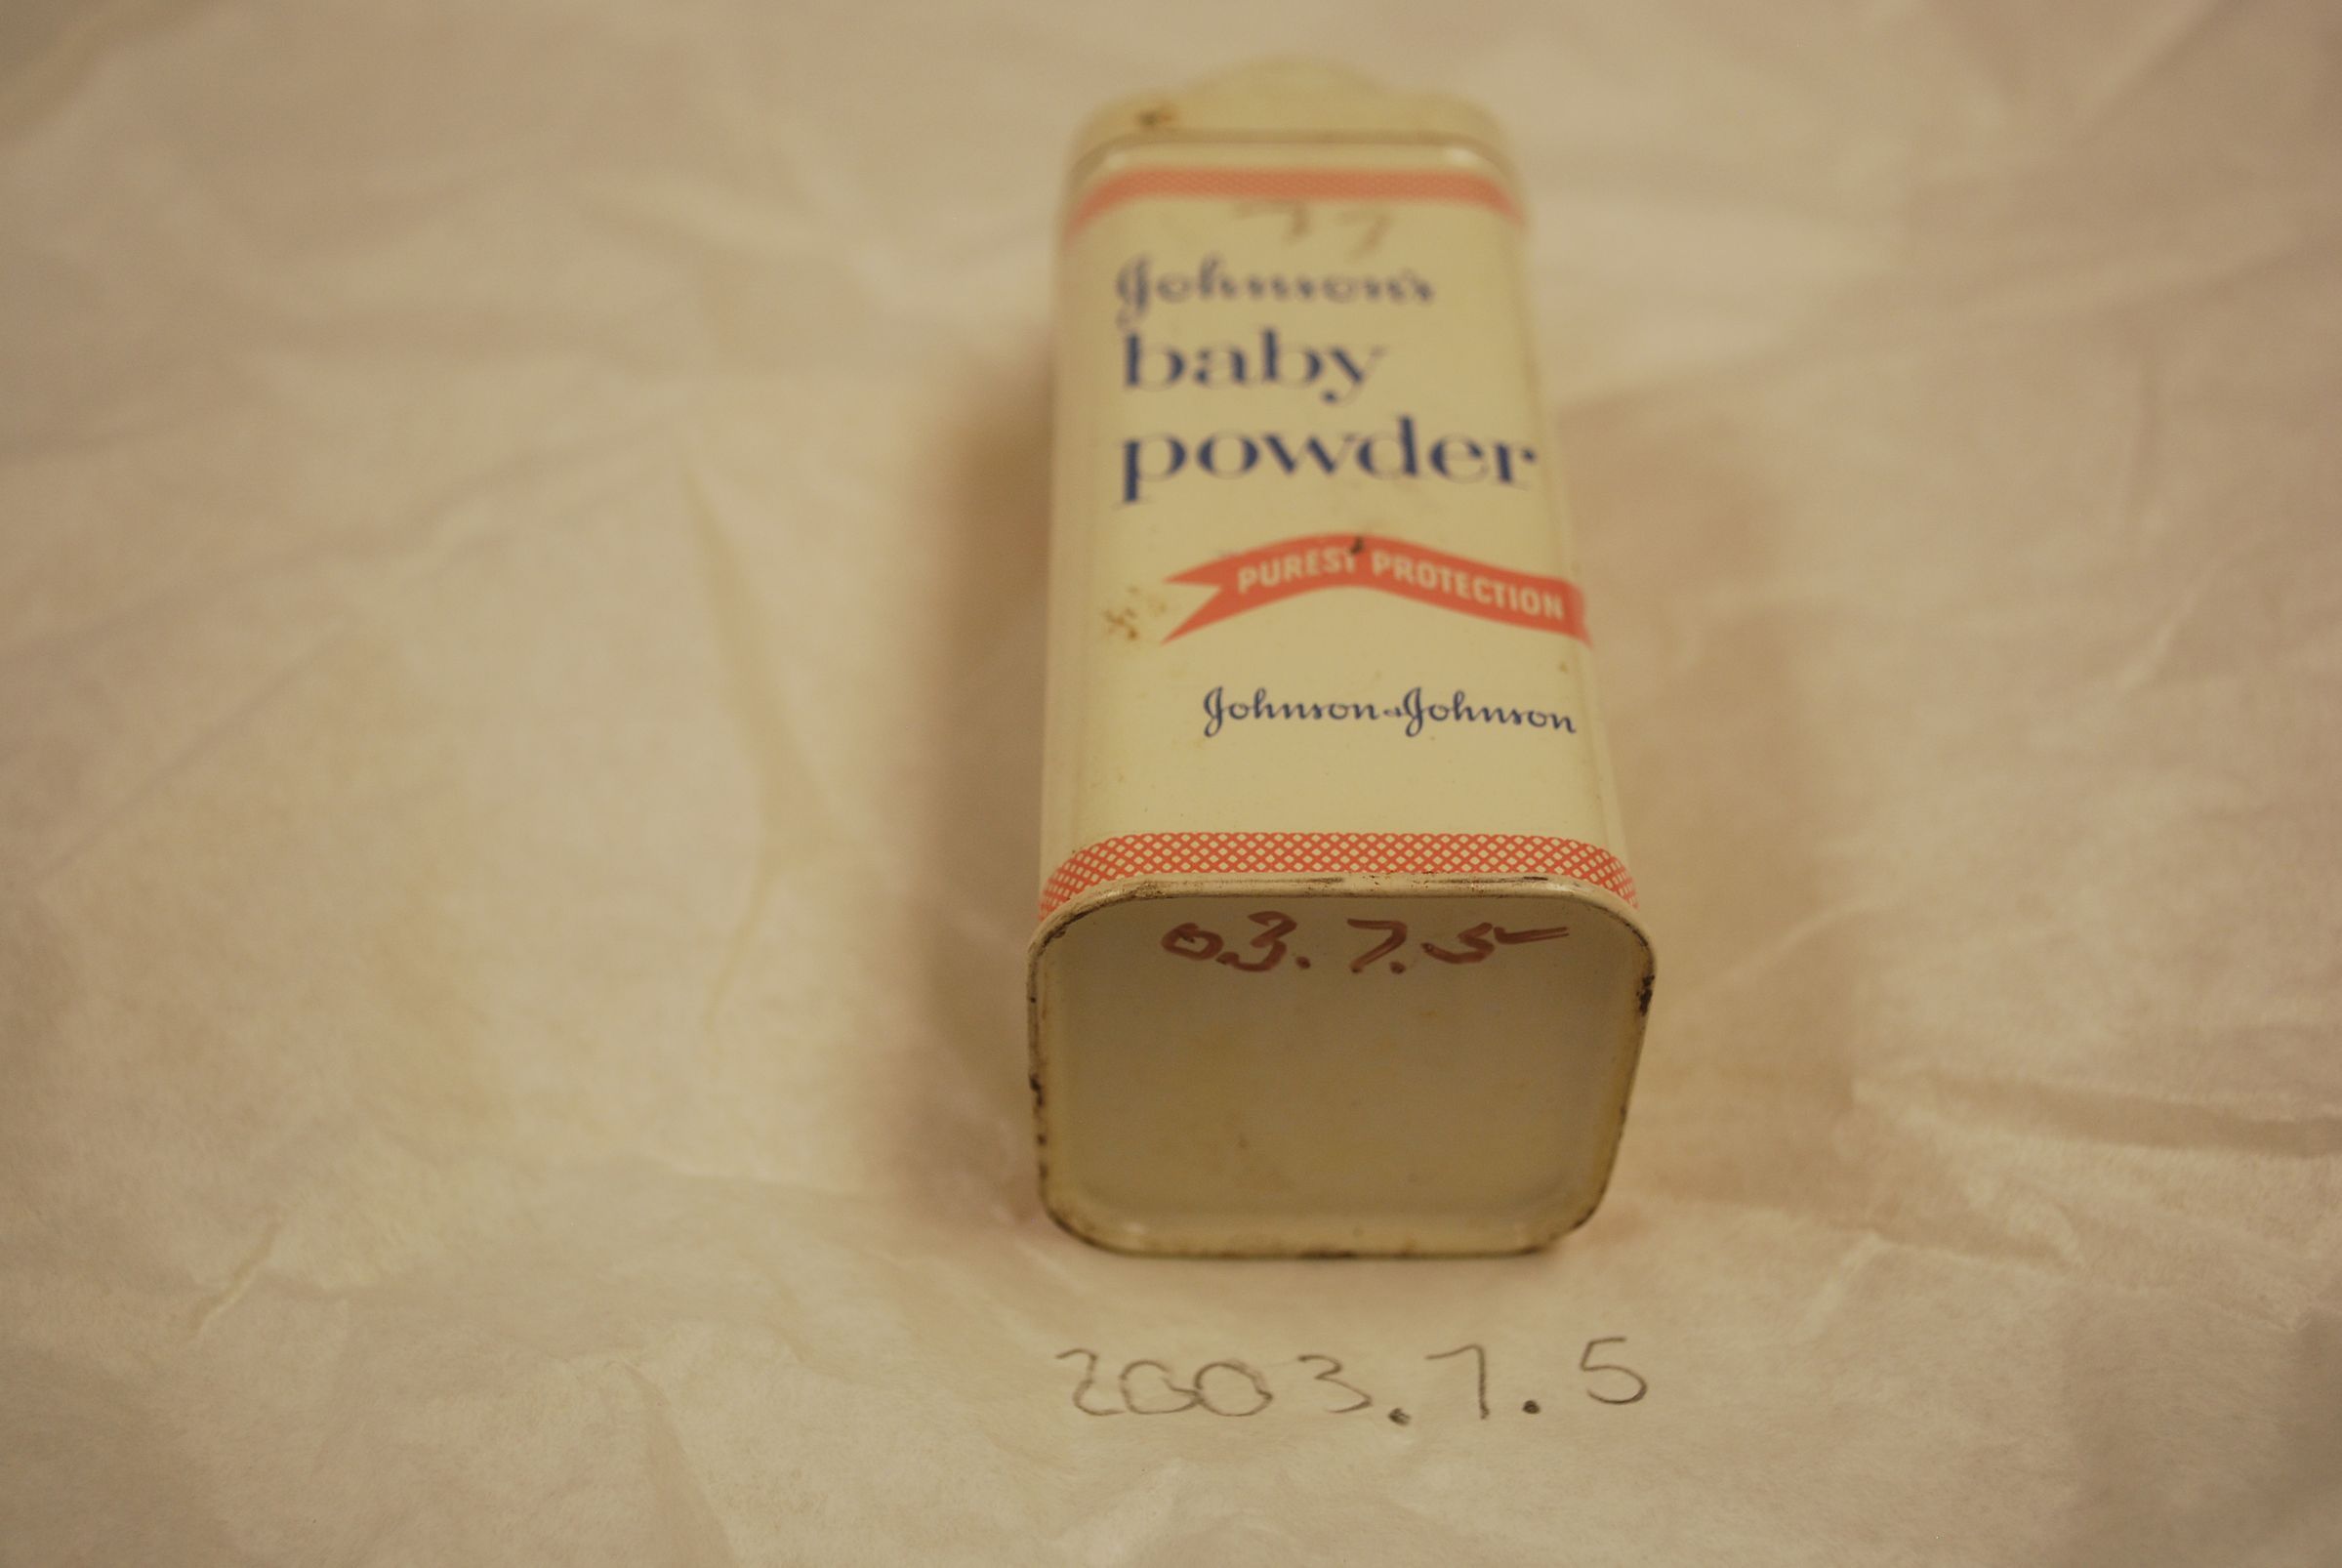 77
Johnson's
baby
powder
PUREST PROTECTION
Johnson & Johnson
03.7.5
2003.7.5